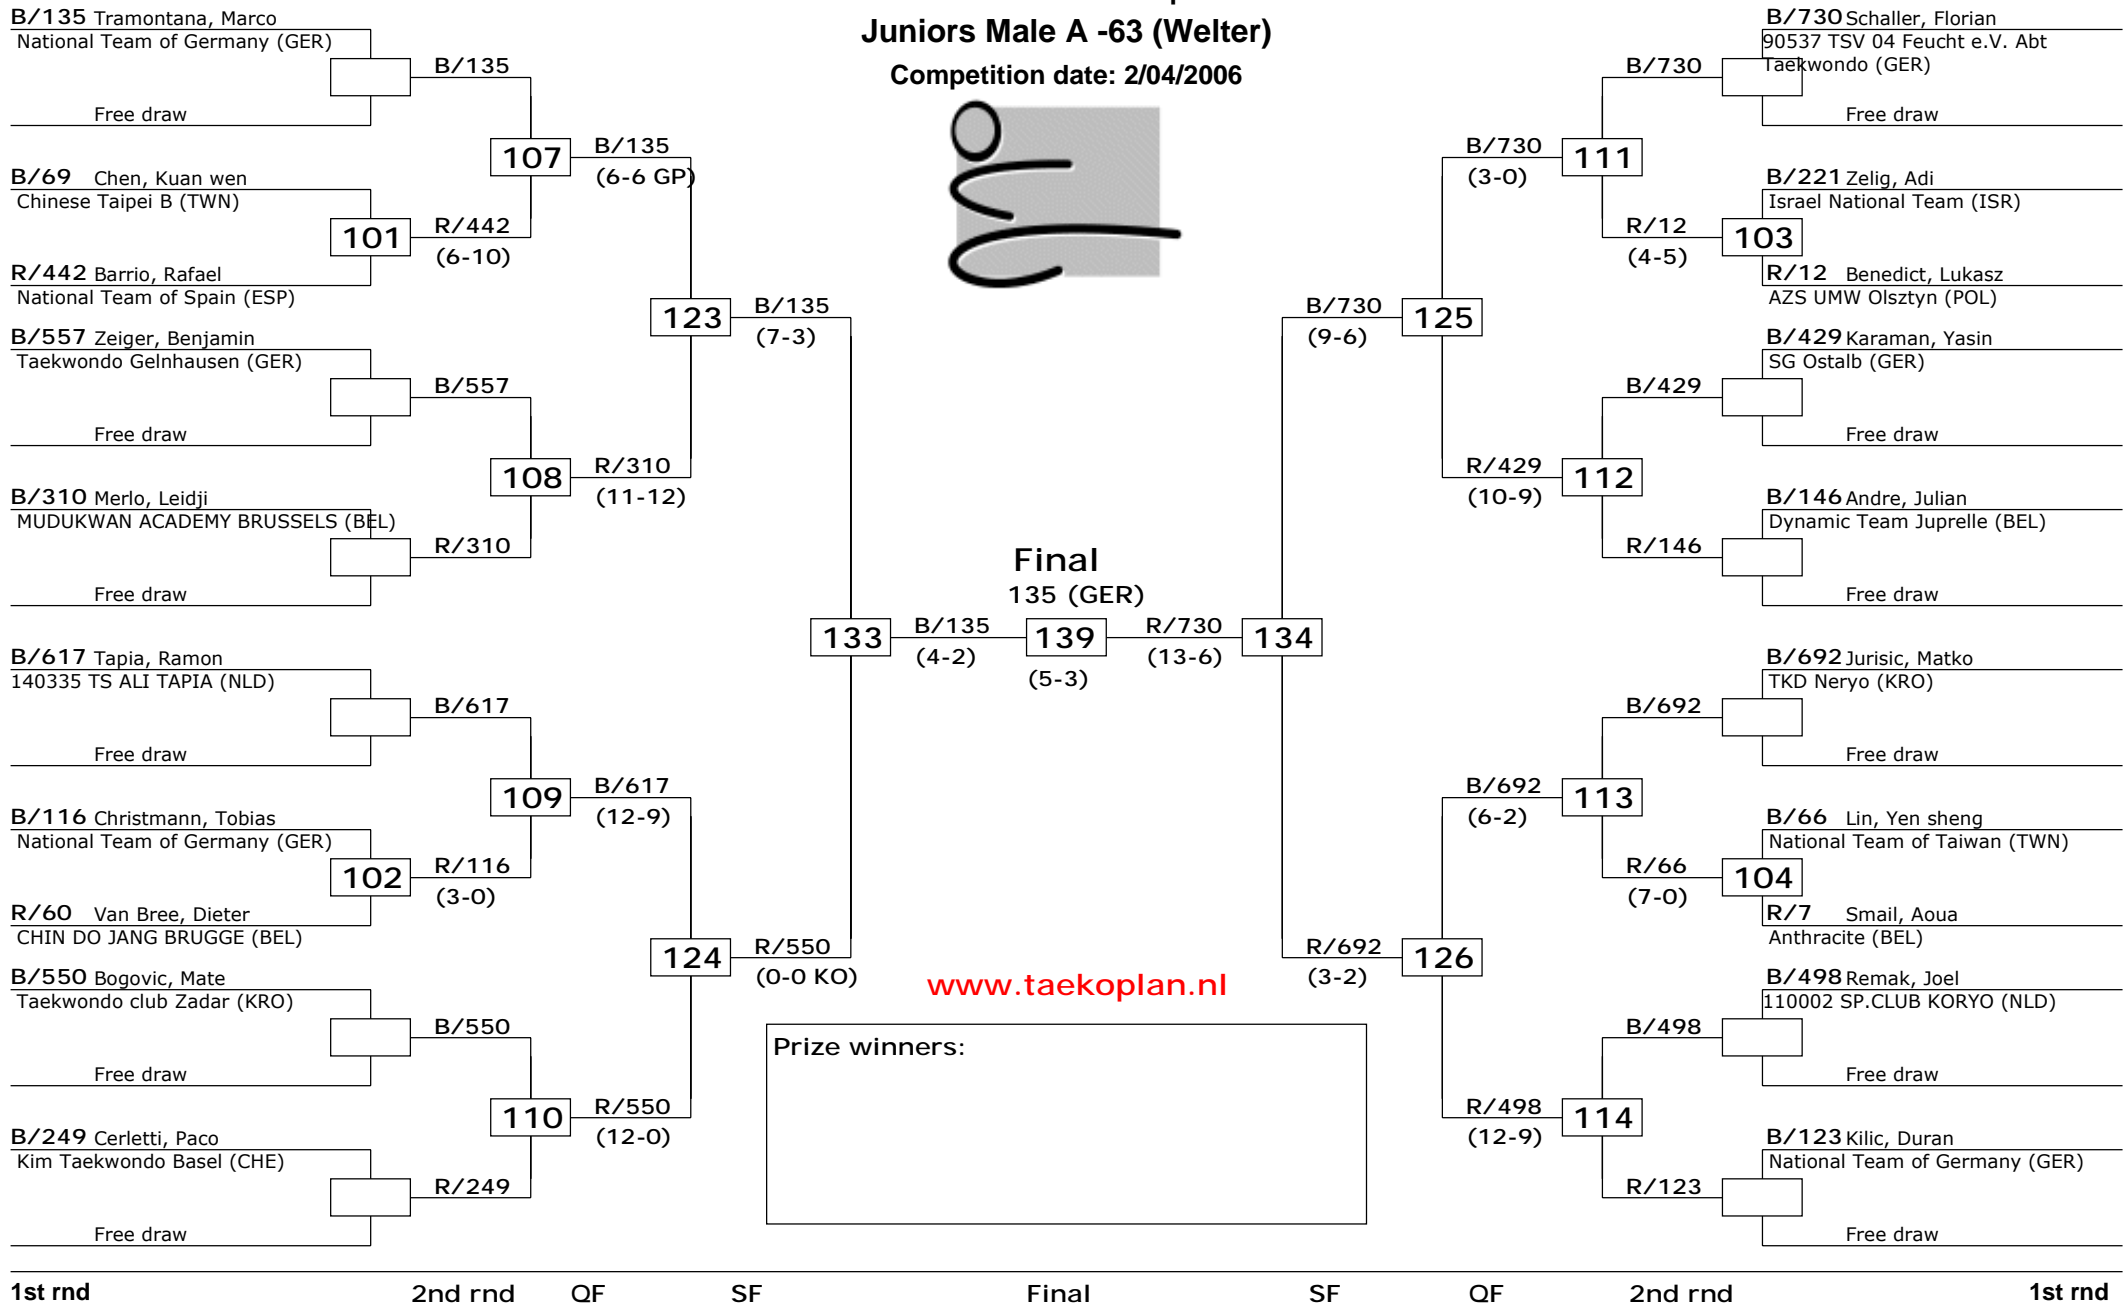 Juniors Male A -63 (Welter)
Competition date: 2/04/2006
B/135 Tramontana, Marco
National Team of Germany (GER)
B/135
Free draw
107
B/135
(6-6 GP)
B/69 Chen, Kuan wen
Chinese Taipei B (TWN)
101
R/442
(6-10)
R/442 Barrio, Rafael
National Team of Spain (ESP)
123
B/135
(7-3)
B/557 Zeiger, Benjamin
Taekwondo Gelnhausen (GER)
B/557
Free draw
108
R/310
(11-12)
B/310 Merlo, Leidji
MUDUKWAN ACADEMY BRUSSELS (BEL)
R/310
Free draw
133
B/135
(4-2)
B/617 Tapia, Ramon
140335 TS ALI TAPIA (NLD)
B/617
Free draw
109
B/617
(12-9)
B/116 Christmann, Tobias
National Team of Germany (GER)
102
R/116
(3-0)
R/60 Van Bree, Dieter
CHIN DO JANG BRUGGE (BEL)
124
R/550
(0-0 KO)
B/550 Bogovic, Mate
Taekwondo club Zadar (KRO)
B/550
Free draw
110
R/550
(12-0)
B/249 Cerletti, Paco
Kim Taekwondo Basel (CHE)
R/249
Free draw
Final
135 (GER)
139
(5-3)
www.taekoplan.nl
Prize winners:
B/730 Schaller, Florian
90537 TSV 04 Feucht e.V. Abt
Taekwondo (GER)
B/730
Free draw
111
B/730
(3-0)
B/221 Zelig, Adi
Israel National Team (ISR)
103
R/12
(4-5)
R/12 Benedict, Lukasz
AZS UMW Olsztyn (POL)
125
B/730
(9-6)
B/429 Karaman, Yasin
SG Ostalb (GER)
B/429
Free draw
112
R/429
(10-9)
B/146 Andre, Julian
Dynamic Team Juprelle (BEL)
R/146
Free draw
134
R/730
(13-6)
B/692 Jurisic, Matko
TKD Neryo (KRO)
B/692
Free draw
113
B/692
(6-2)
B/66 Lin, Yen sheng
National Team of Taiwan (TWN)
104
R/66
(7-0)
R/7 Smail, Aoua
Anthracite (BEL)
126
R/692
(3-2)
B/498 Remak, Joel
110002 SP.CLUB KORYO (NLD)
B/498
Free draw
114
R/498
(12-9)
B/123 Kilic, Duran
National Team of Germany (GER)
R/123
Free draw
1st rnd 2nd rnd QF SF Final SF QF 2nd rnd 1st rnd